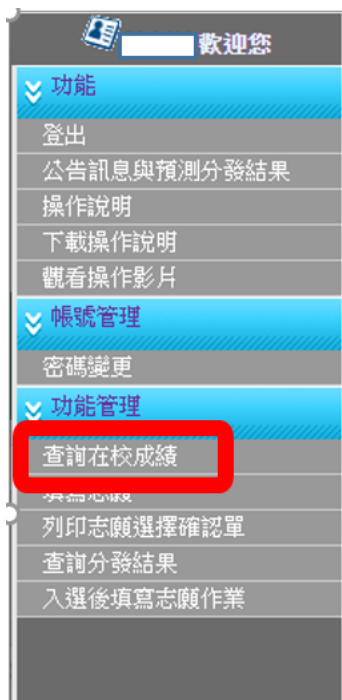 歡迎您
功能
登出
公告訊息與預測分發結果
操作說明
下載操作說明
觀看操作影片
帳號管理
密碼變更
功能管理
查詢在校成績
填寫志願
列印志願選擇確認單
查詢分發結果
入選後填寫志願作業